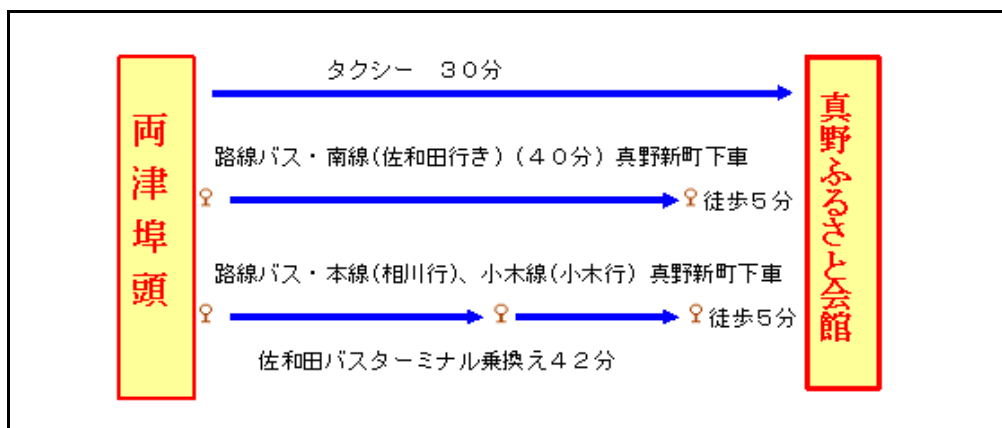 両津埠頭
タクシー　３０分
路線バス・南線(佐和田行き)(４０分) 真野新町下車
徒歩５分
路線バス・本線(相川行)、小木線(小木行) 真野新町下車
徒歩５分
佐和田バスターミナル乗換え４２分
真野ふるさと会館